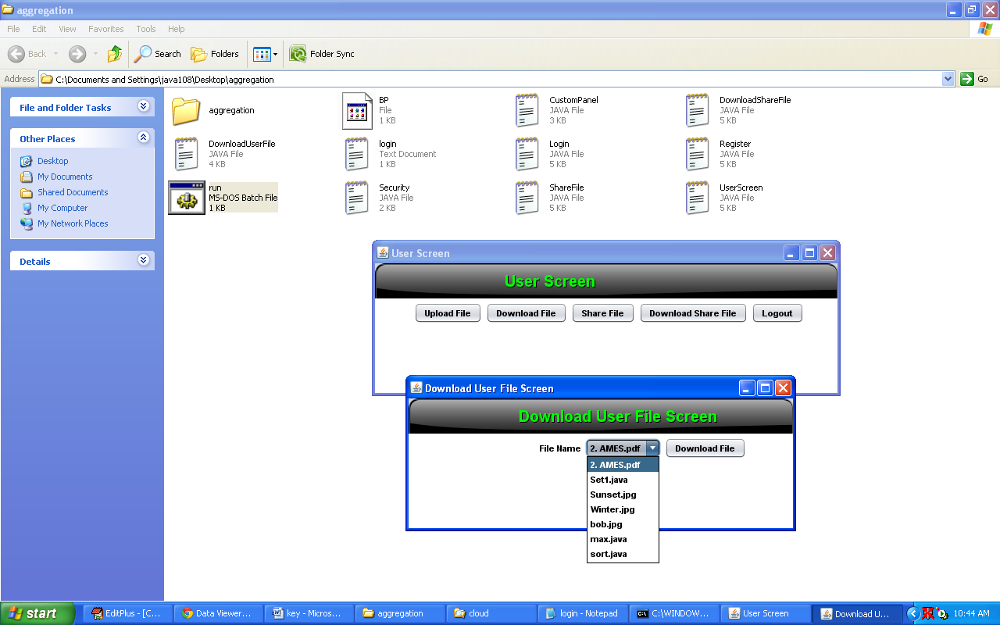 aggregation
File Edit View Favorites Tools Help
Back Search Folders Folder Sync
Address C:\Documents and Settings\java108\Desktop\aggregation Go
File and Folder Tasks
Other Places
Desktop
My Documents
Shared Documents
My Computer
My Network Places
Details
aggregation
BP
File
1 KB
CustomPanel
JAVA File
3 KB
DownloadShareFile
JAVA File
5 KB
DownloadUserFile
JAVA File
4 KB
login
Text Document
1 KB
Login
JAVA File
5 KB
Register
JAVA File
5 KB
run
MS-DOS Batch File
1 KB
Security
JAVA File
2 KB
ShareFile
JAVA File
5 KB
UserScreen
JAVA File
5 KB
User Screen
User Screen
Upload File Download File Share File Download Share File Logout
Download User File Screen
Download User File Screen
File Name 2. AMES.pdf Download File
2. AMES.pdf
Set1.java
Sunset.jpg
Winter.jpg
bob.jpg
max.java
sort.java
start EditPlus - [C... Data Viewer... key - Micros... aggregation cloud login - Notepad C:\WINDOW... User Screen Download U... 10:44 AM